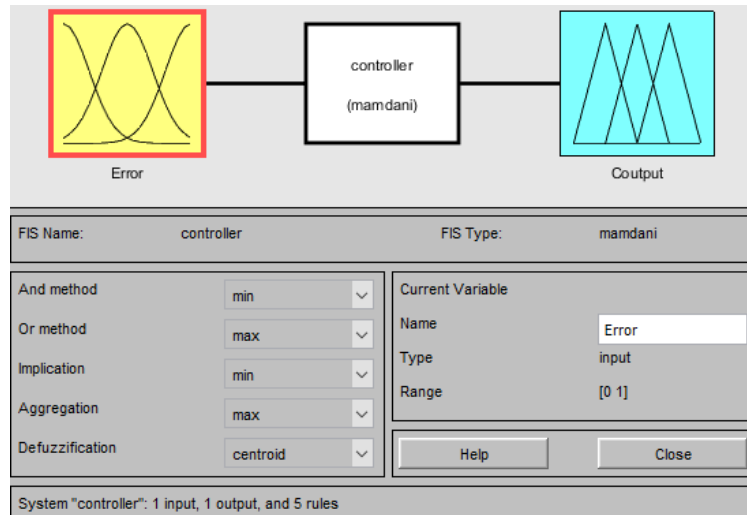 controller
(mamdani)
Error
Coutput
FIS Name:
controller
FIS Type:
mamdani
And method
min
Or method
max
Implication
min
Aggregation
max
Defuzzification
centroid
Current Variable
Name
Error
Type
input
Range
[0 1]
Help
Close
System "controller": 1 input, 1 output, and 5 rules